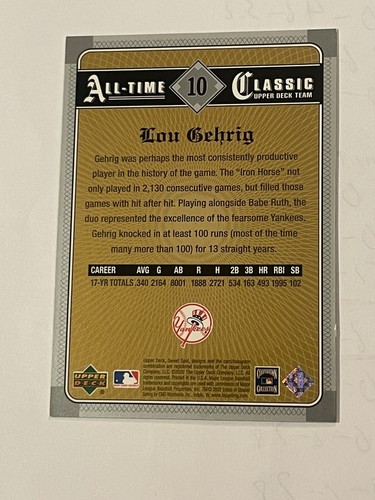 ALL-TIME 10 CLASSIC
UPPER DECK TEAM
Lou Gehrig
Gehrig was perhaps the most consistently productive
player in the history of the game. The "Iron Horse" not
only played in 2,130 consecutive games, but filled those
games with hit after hit. Playing alongside Babe Ruth, the
duo represented the excellence of the fearsome Yankees.
Gehrig knocked in at least 100 runs (most of the time
many more than 100) for 13 straight years.
CAREER AVG G AB R H 2B 3B HR RBI SB
17-YR TOTALS .340 2164 8001 1888 2721 534 163 493 1995 102
Yankees
UPPER
DECK
COOPERSTOWN
COLLECTION